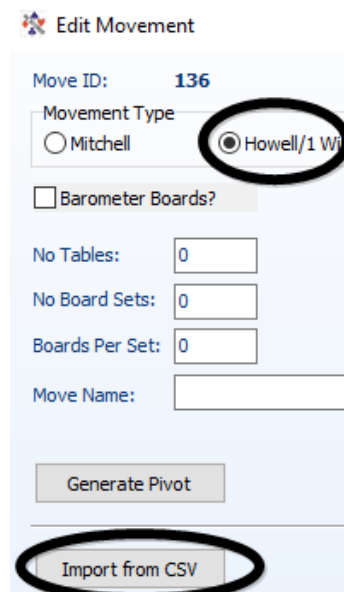 Edit Movement
Move ID: 136
Movement Type
Mitchell Howell/1 Wi
Barometer Boards?
No Tables: 0
No Board Sets: 0
Boards Per Set: 0
Move Name:
Generate Pivot
Import from CSV